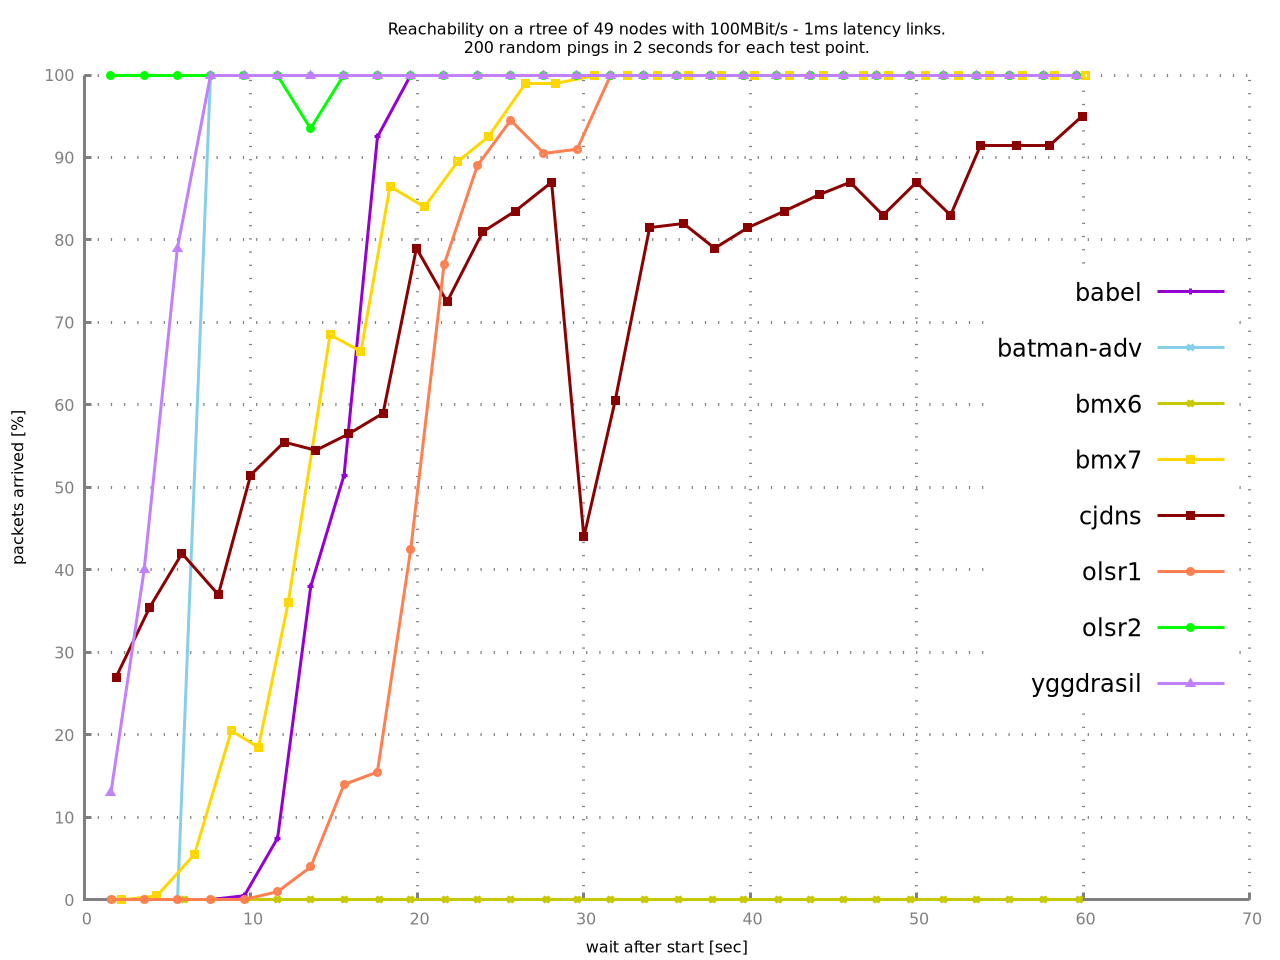 Reachability on a rtree of 49 nodes with 100MBit/s - 1ms latency links.
200 random pings in 2 seconds for each test point.
100
90
80
70
60
50
40
30
20
10
0
packets arrived [%]
babel
batman-adv
bmx6
bmx7
cjdns
olsr1
olsr2
yggdrasil
0 10 20 30 40 50 60 70
wait after start [sec]